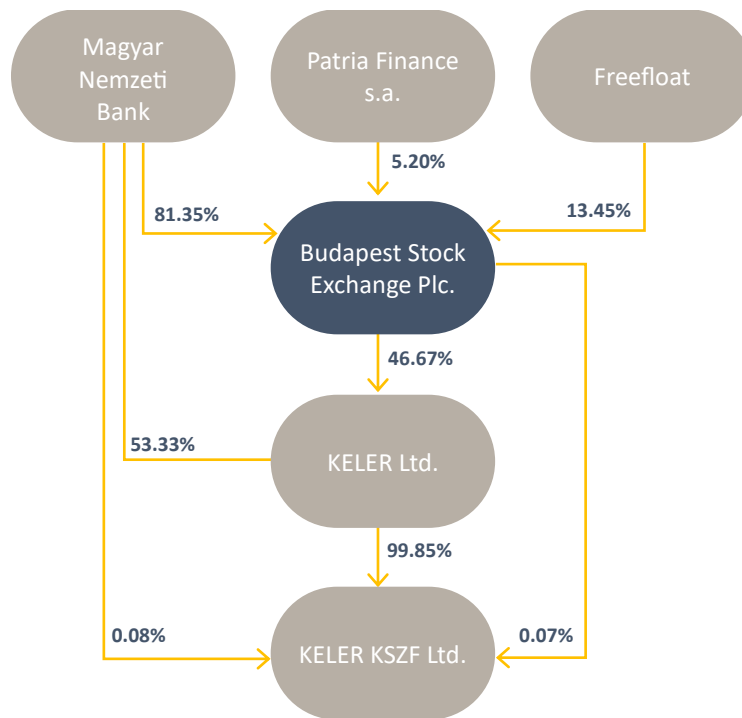 Magyar
Nemzeti
Bank
Patria Finance
s.a.
Freefloat
5.20%
81.35%
13.45%
Budapest Stock
Exchange Plc.
46.67%
53.33%
KELER Ltd.
99.85%
0.08%
0.07%
KELER KSZF Ltd.